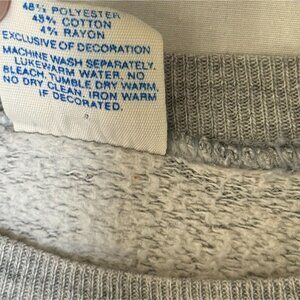 48% POLYESTER
48% COTTON
4% RAYON
EXCLUSIVE OF DECORATION
MACHINE WASH SEPARATELY.
LUKEWARM WATER. NO
BLEACH. TUMBLE DRY WARM.
NO DRY CLEAN. IRON WARM
IF DECORATED.